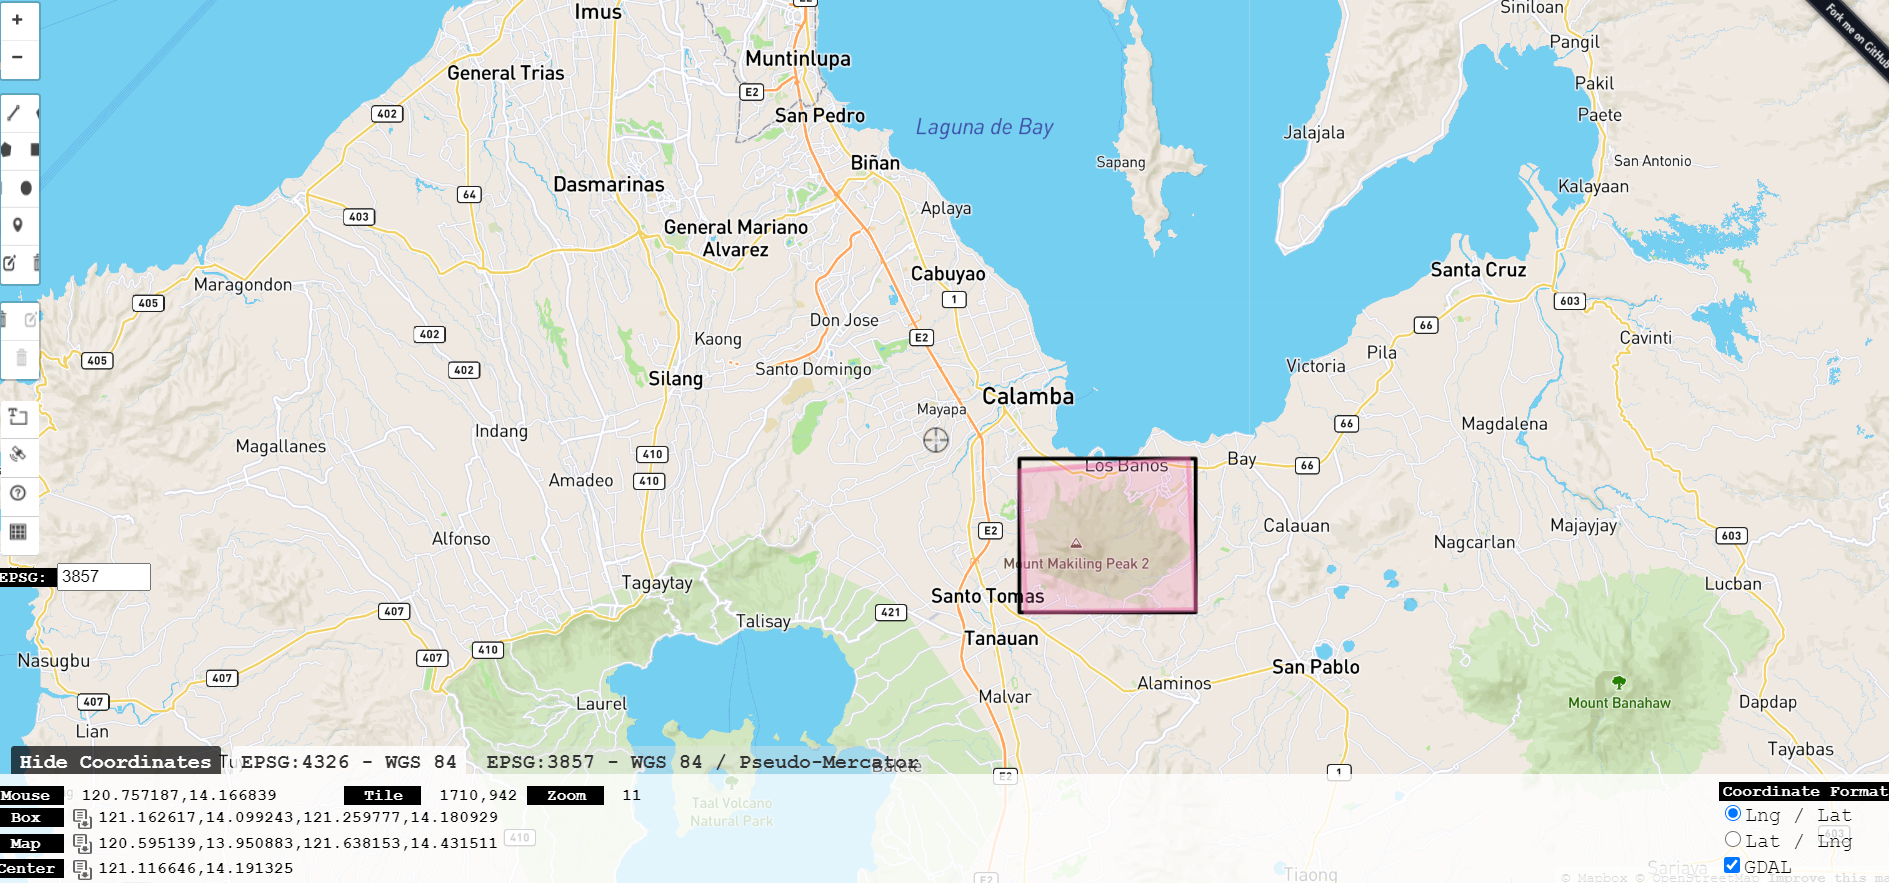 Imus
E2
Siniloan
Fork me on GitHub
Pangil
Muntinlupa
General Trias
Pakil
E2
402
San Pedro
Paete
Laguna de Bay
Jalajala
Sapang
San Antonio
Biñan
Dasmarinas
Kalayaan
64
Aplaya
403
General Mariano
Alvarez
Cabuyao
Santa Cruz
Maragondon
405
1
603
Don Jose
66
402
Kaong
E2
Cavinti
Pila
405
402
Santo Domingo
Victoria
Silang
Calamba
Mayapa
66
Magdalena
Indang
Magallanes
410
Bay
66
Los Baños
Amadeo
410
Calauan
Majayjay
E2
Alfonso
603
Nagcarlan
Mount Makiling Peak 2
EPSG: 3857
Tagaytay
Lucban
Santo Tomas
407
421
Talisay
Tanauan
410
407
Nasugbu
San Pablo
407
Alaminos
Malvar
407
Laurel
Mount Banahaw
Dapdap
Lian
Tayabas
Hide Coordinates
Tu
EPSG:4326 - WGS 84
EPSG:3857 - WGS 84 / Pseudo-Mercator
Balete
E2
1
Mouse 120.757187,14.166839 Tile 1710,942 Zoom 11
Coordinate Format
Box 121.162617,14.099243,121.259777,14.180929
Lng / Lat
Taal Volcano
Natural Park
410
Map 120.595139,13.950883,121.638153,14.431511
Lat / Lng
603
Center 121.116646,14.191325
GDAL
Sariaya
Tiaong
E2
© Mapbox © OpenStreetMap Improve this ma